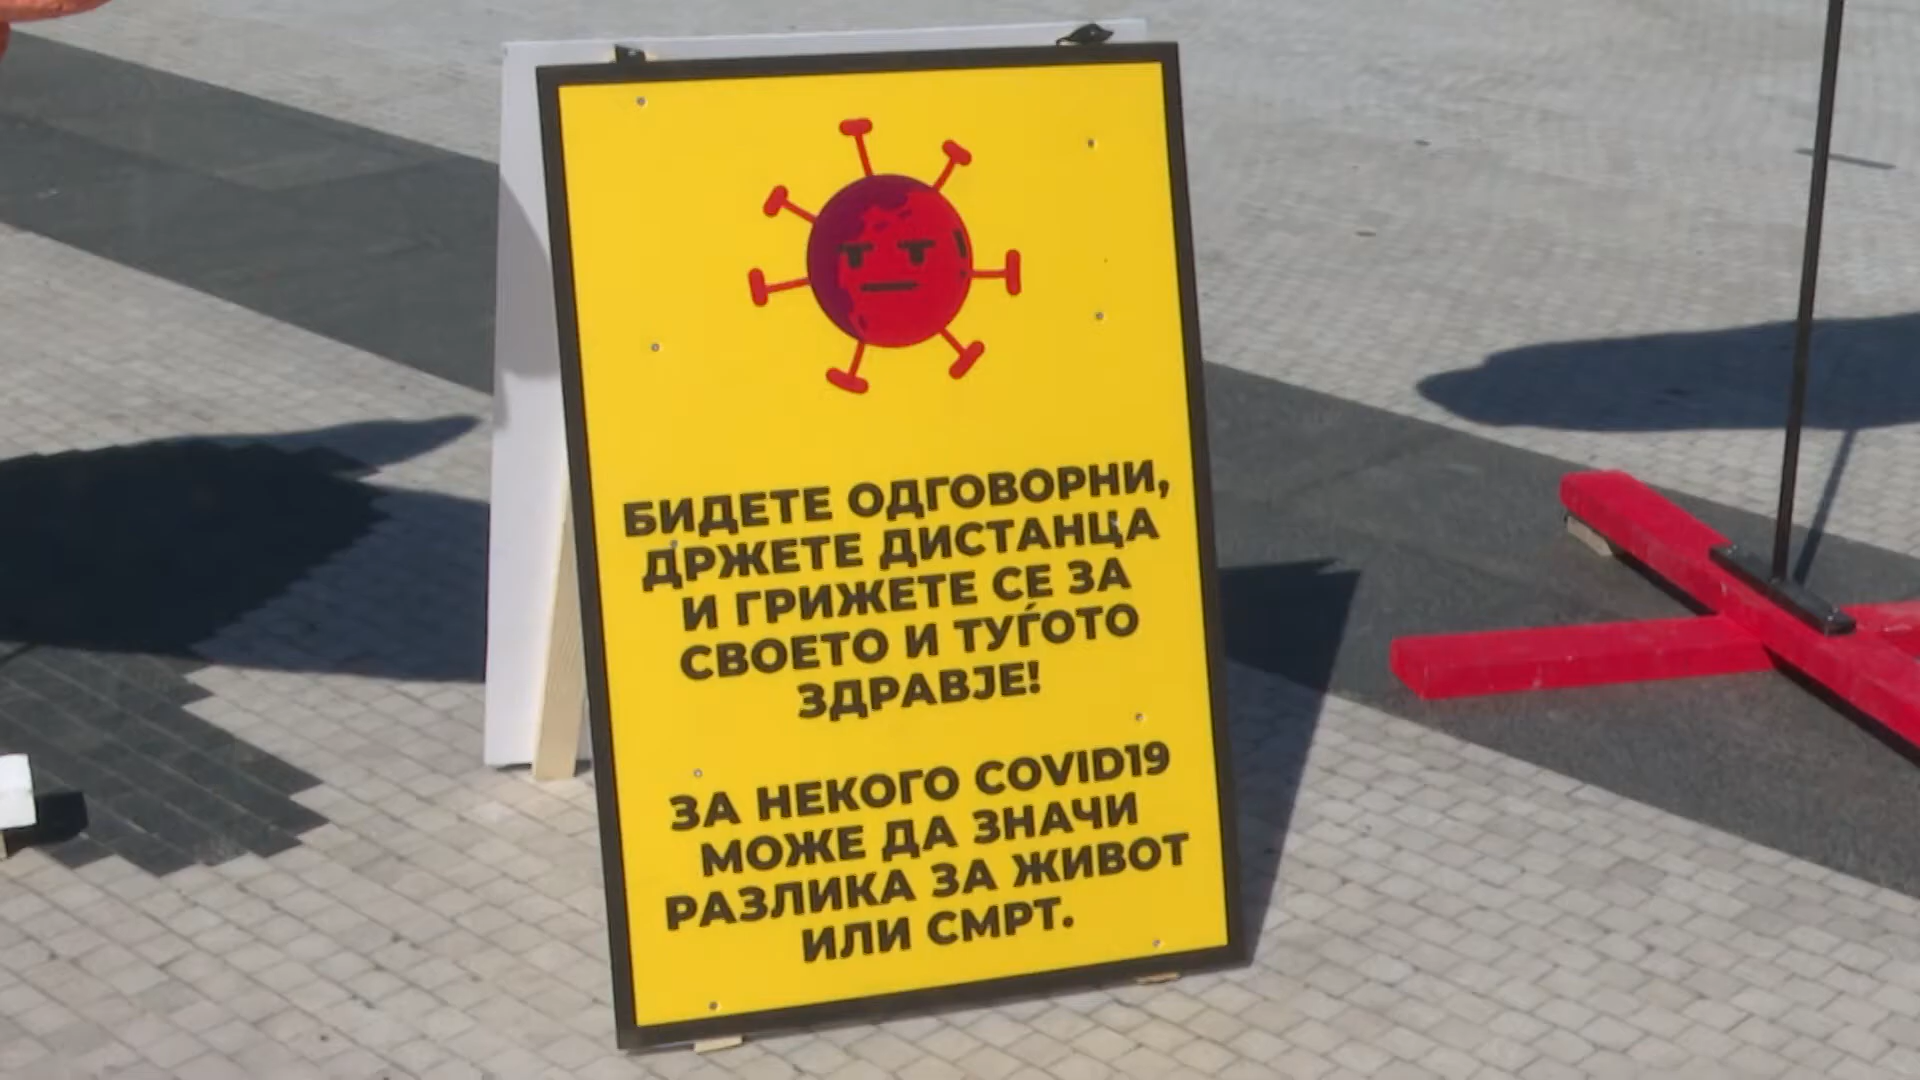 БИДЕТЕ ОДГОВОРНИ,
ДРЖЕТЕ ДИСТАНЦА
И ГРИЖЕТЕ СЕ ЗА
СВОЕТО И ТУЃОТО
ЗДРАВЈЕ!
ЗА НЕКОГО COVID19
МОЖЕ ДА ЗНАЧИ
РАЗЛИКА ЗА ЖИВОТ
ИЛИ СМРТ.